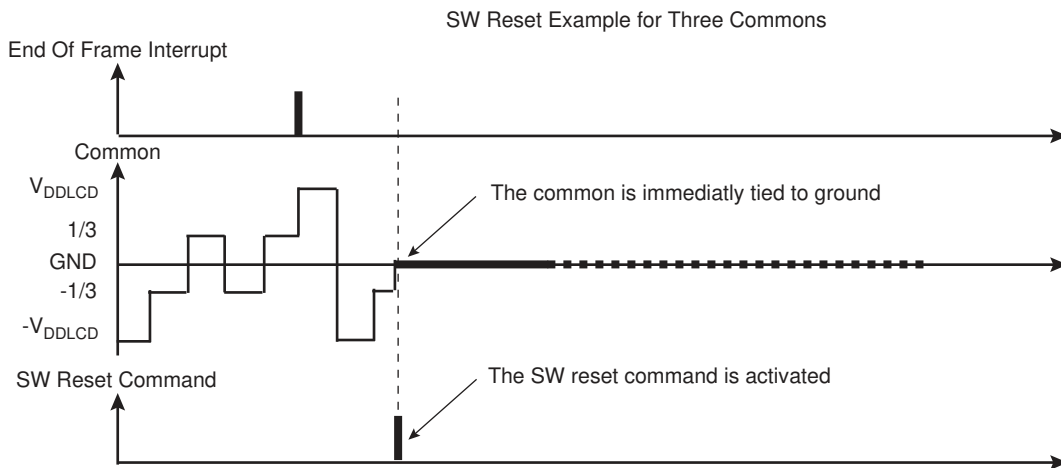 SW Reset Example for Three Commons
End Of Frame Interrupt
Common
VDDLCD
The common is immediatly tied to ground
1/3
GND
-1/3
-VDDLCD
SW Reset Command
The SW reset command is activated